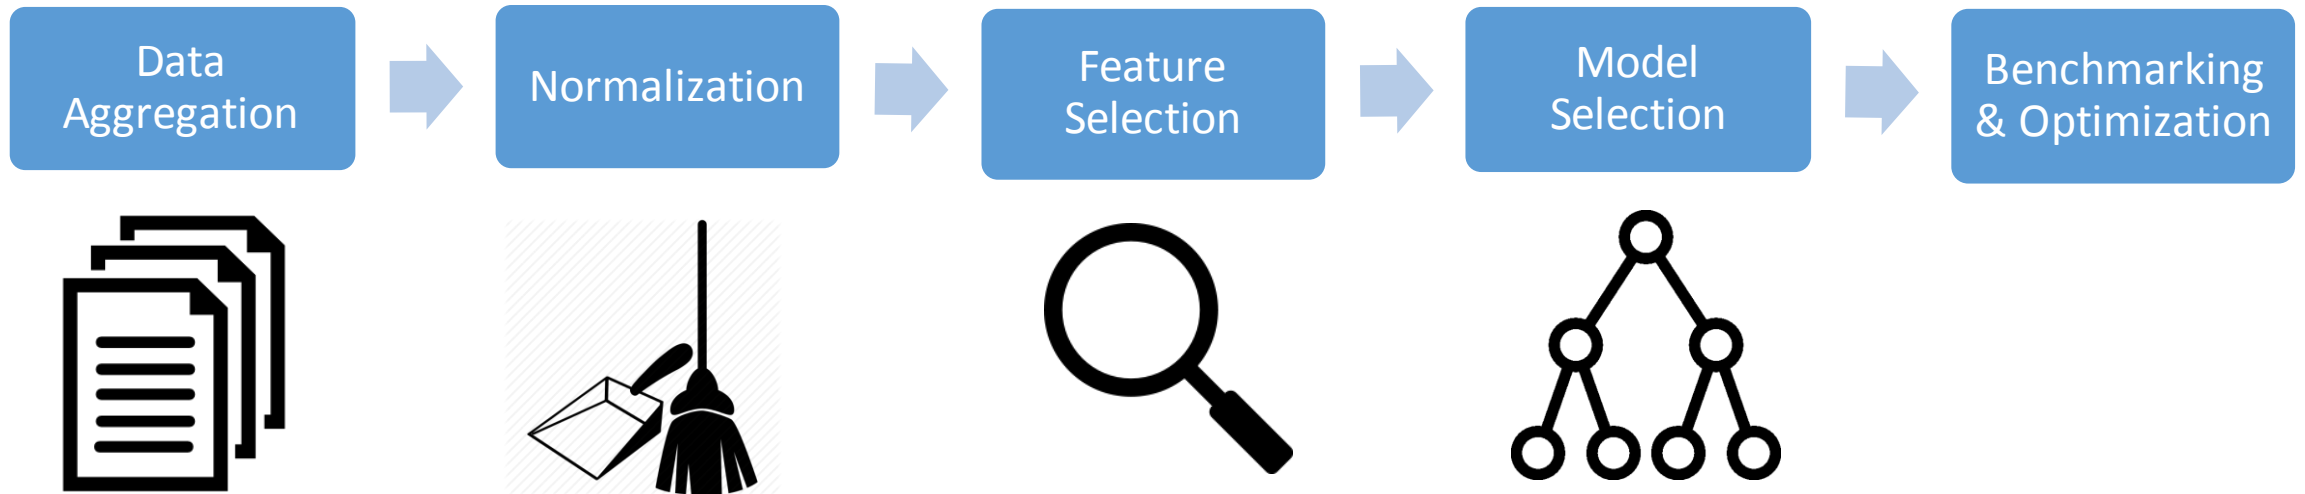 Data
Aggregation
Normalization
Feature
Selection
Model
Selection
Benchmarking
& Optimization